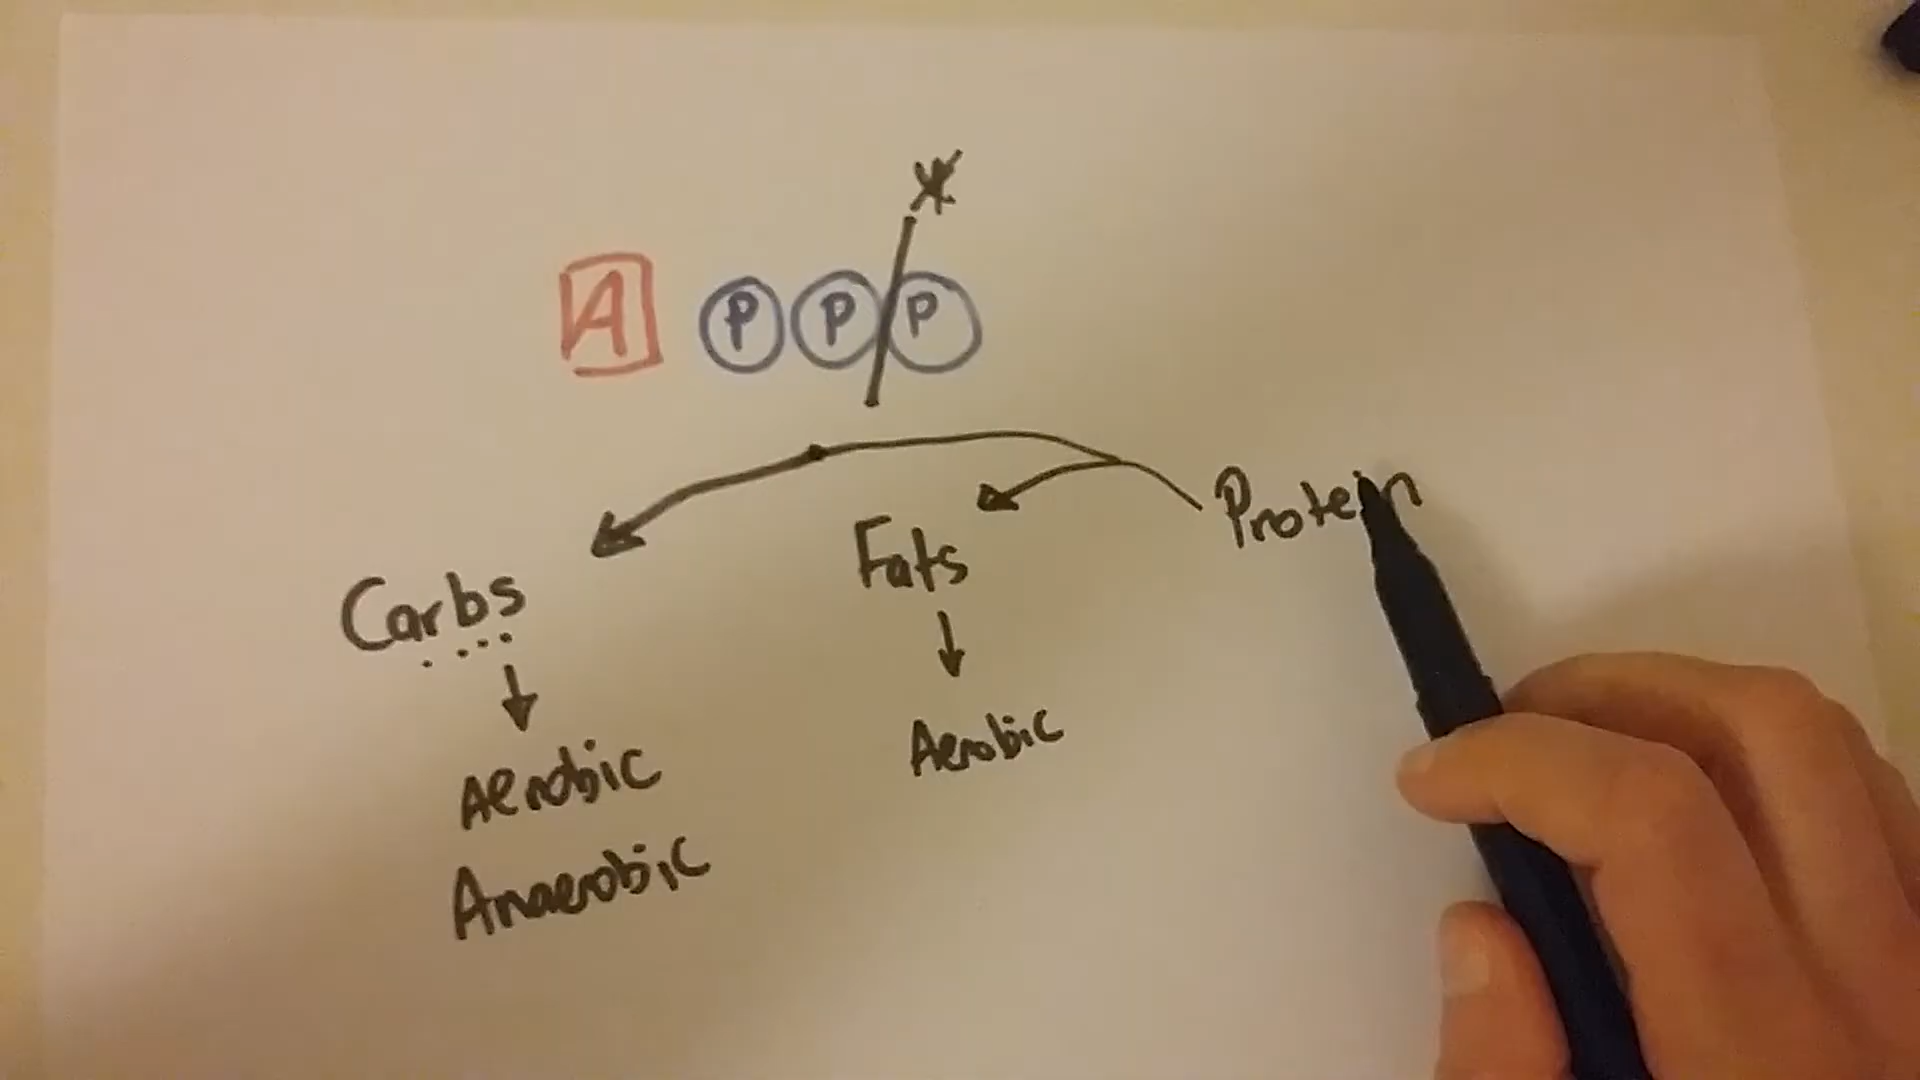 A P P P
Carbs
Fats
Protein
Aerobic
Anaerobic
Aerobic